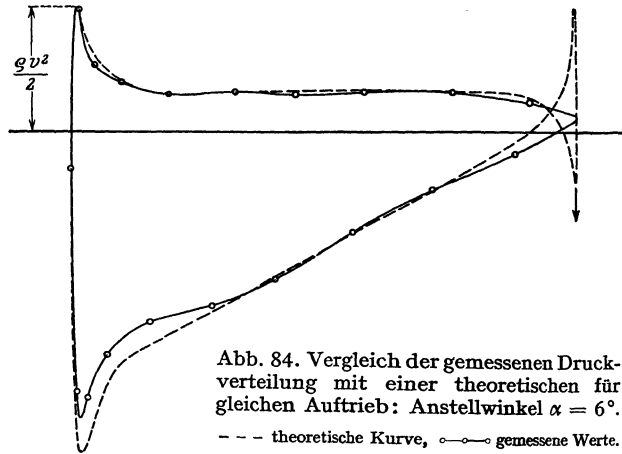 ϱv²
2
Abb. 84. Vergleich der gemessenen Druck-
verteilung mit einer theoretischen für
gleichen Auftrieb: Anstellwinkel α = 6°.
--- theoretische Kurve, o—o—o gemessene Werte.